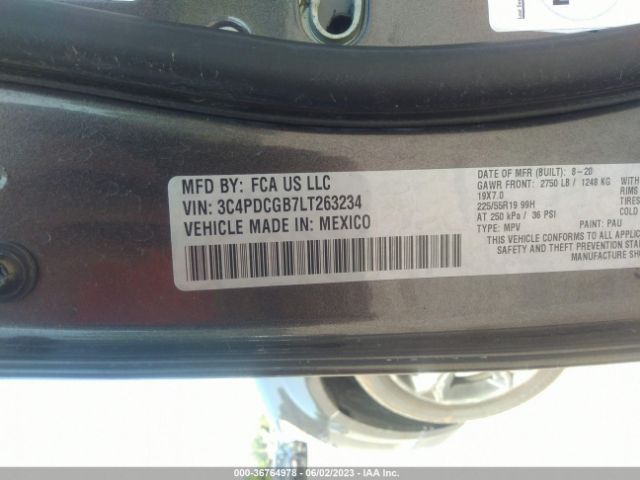 MFD BY: FCA US LLC
VIN: 3C4PDCGB7LT263234
VEHICLE MADE IN: MEXICO
DATE OF MFR (BUILT): 8-20
GAWR FRONT: 2750 LB / 1248 KG WITH
19X7.0 RIMS
225/55R19 99H TIRES
AT 250 kPa / 36 PSI COLD
TYPE: MPV PAINT: PAU
THIS VEHICLE CONFORMS TO ALL APPLIC
SAFETY AND THEFT PREVENTION STAN
MANUFACTURE SH
000-36764978 - 06/02/2023 - IAA Inc.